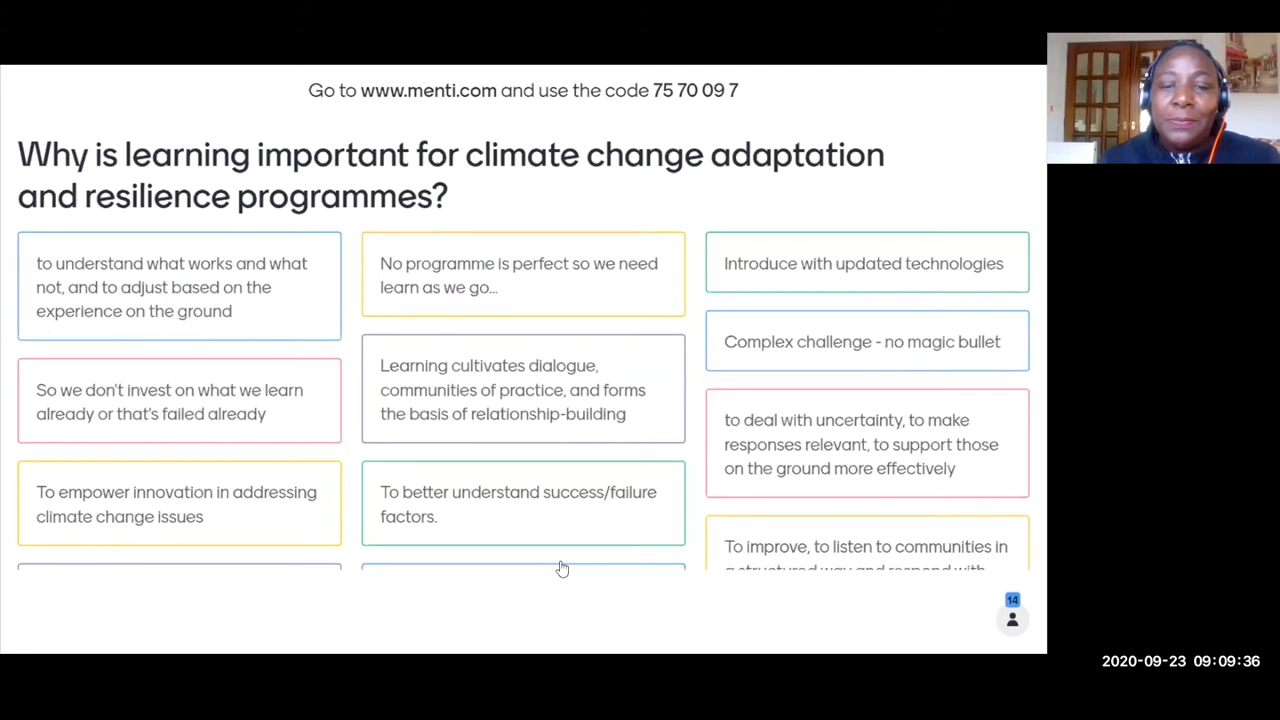 Go to www.menti.com and use the code 75 70 09 7
Why is learning important for climate change adaptation
and resilience programmes?
to understand what works and what
not, and to adjust based on the
experience on the ground
So we don't invest on what we learn
already or that's failed already
To empower innovation in addressing
climate change issues
No programme is perfect so we need
learn as we go...
Learning cultivates dialogue,
communities of practice, and forms
the basis of relationship-building
To better understand success/failure
factors.
Introduce with updated technologies
Complex challenge - no magic bullet
to deal with uncertainty, to make
responses relevant, to support those
on the ground more effectively
To improve, to listen to communities in
a structured way and respond with
14
2020-09-23 09:09:36